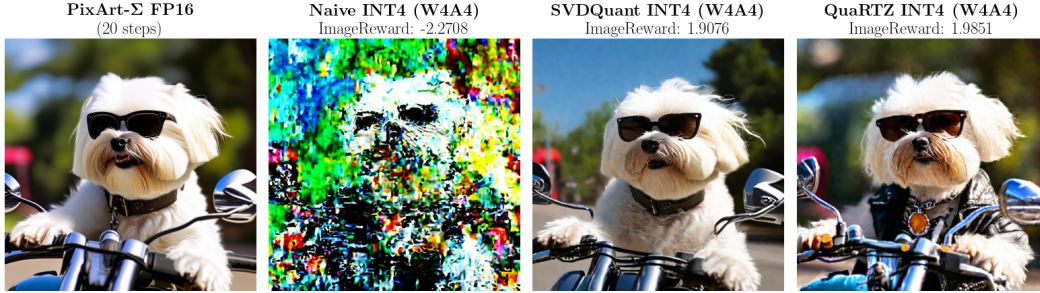 PixArt-Σ FP16
(20 steps)
Naive INT4 (W4A4)
ImageReward: -2.2708
SVDQuant INT4 (W4A4)
ImageReward: 1.9076
QuaRTZ INT4 (W4A4)
ImageReward: 1.9851